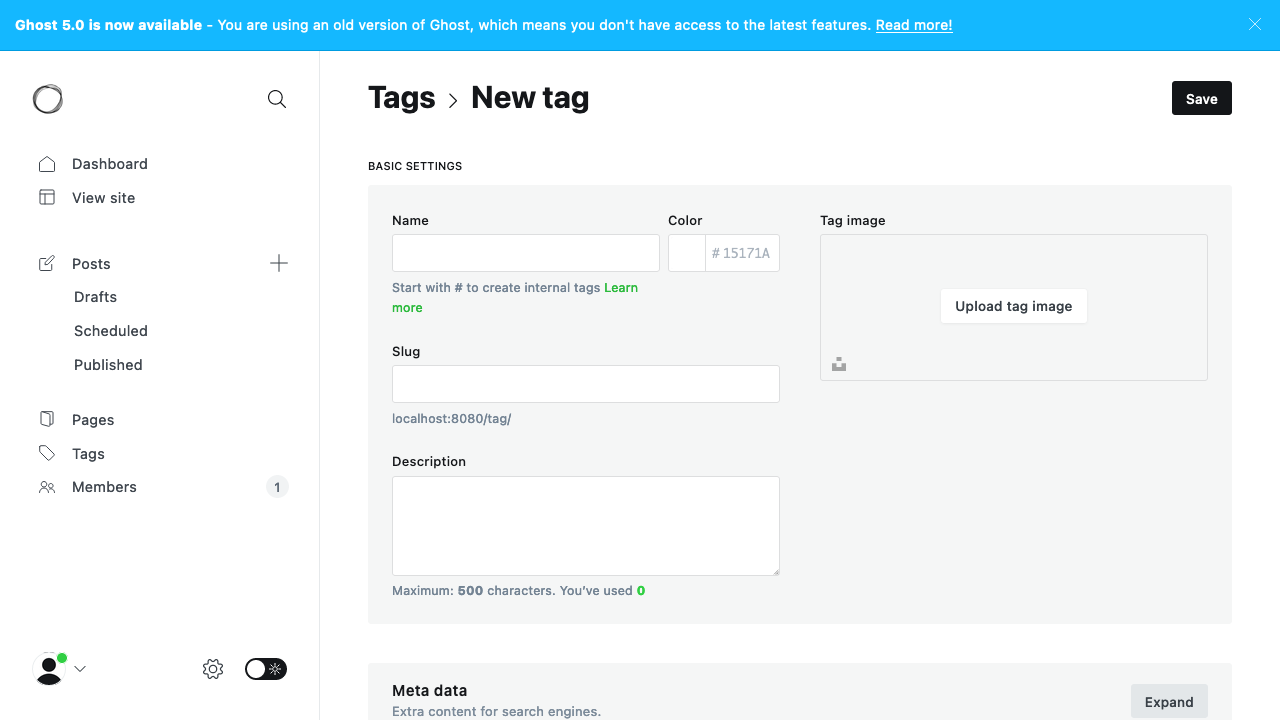 Ghost 5.0 is now available - You are using an old version of Ghost, which means you don't have access to the latest features. Read more!
Dashboard
View site
Posts
Drafts
Scheduled
Published
Pages
Tags
Members
1
Tags
New tag
Save
BASIC SETTINGS
Name
Color
# 15171A
Start with # to create internal tags Learn
more
Slug
localhost:8080/tag/
Description
Maximum: 500 characters. You've used 0
Tag image
Upload tag image
Meta data
Extra content for search engines.
Expand